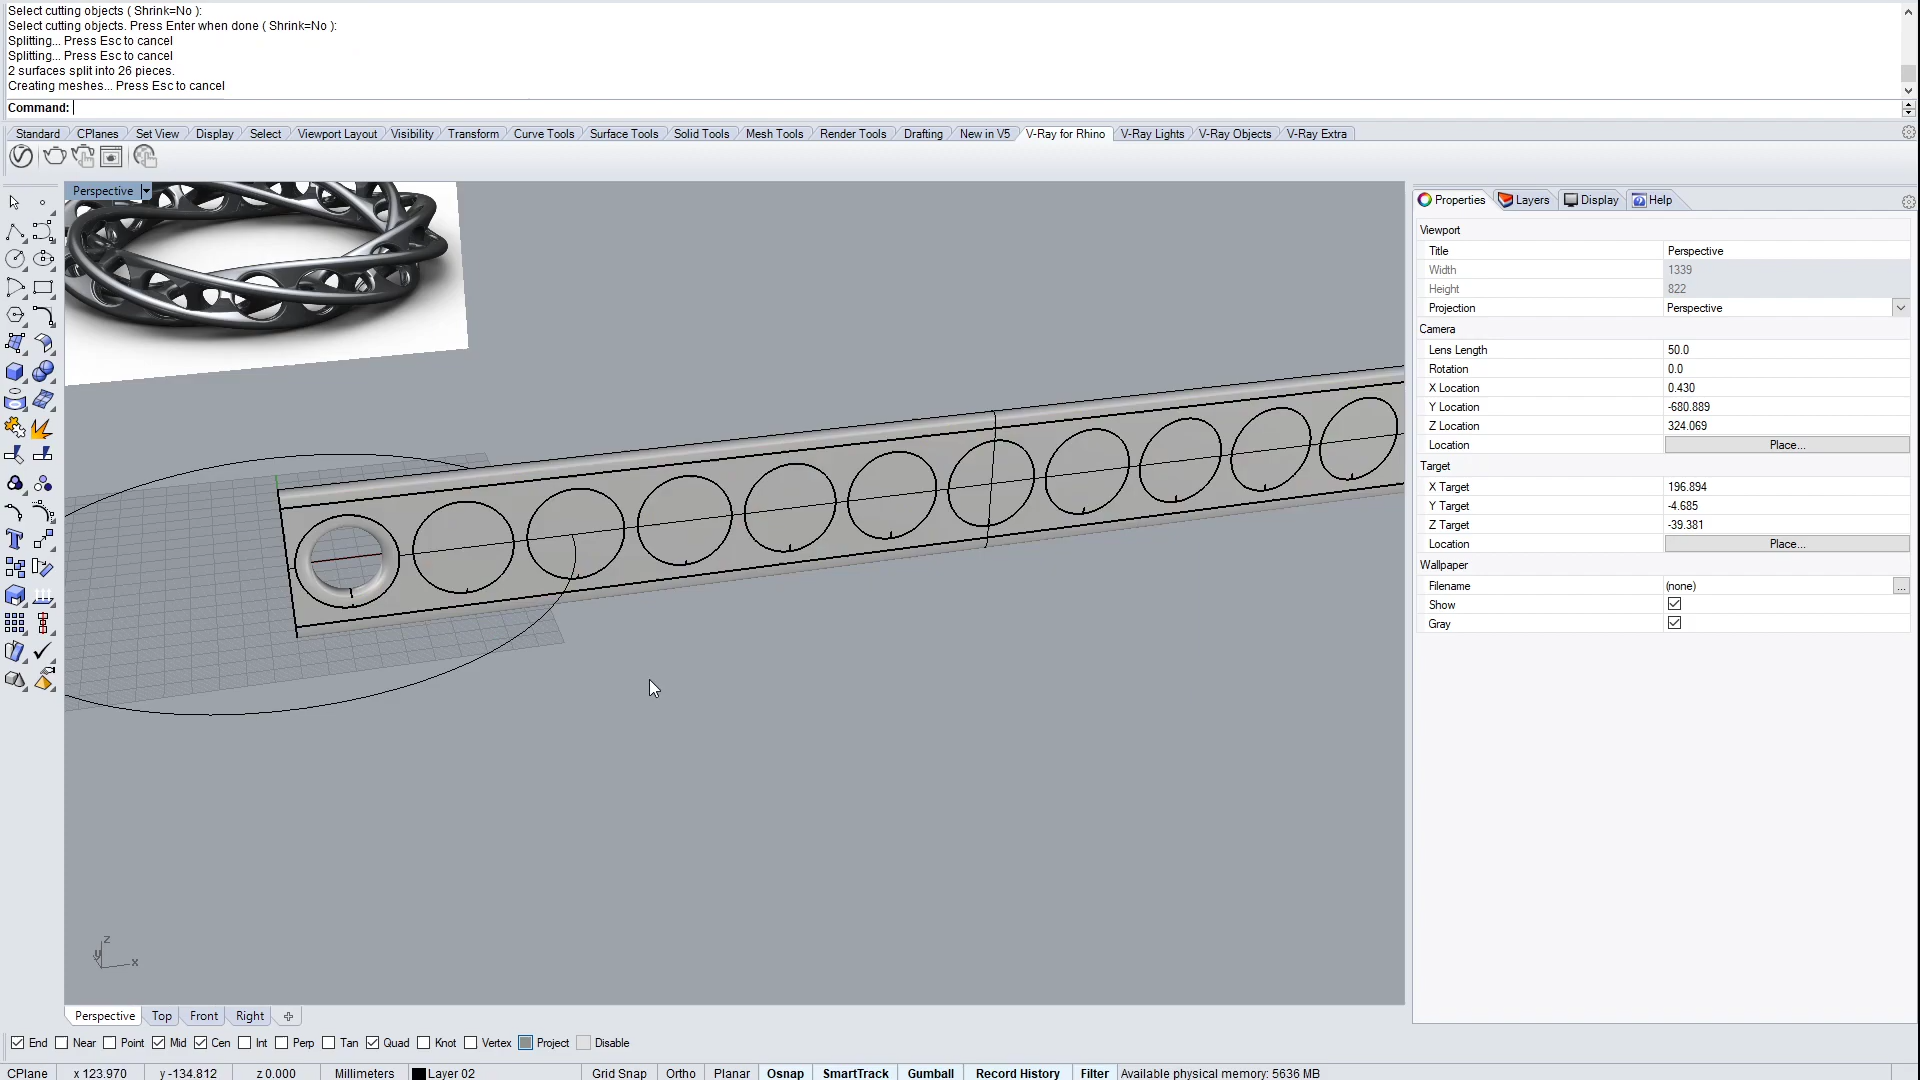 Select cutting objects ( Shrink=No ):
Select cutting objects. Press Enter when done ( Shrink=No ):
Splitting... Press Esc to cancel
Splitting... Press Esc to cancel
2 surfaces split into 26 pieces.
Creating meshes... Press Esc to cancel
Command:
Standard CPlanes Set View Display Select Viewport Layout Visibility Transform Curve Tools Surface Tools Solid Tools Mesh Tools Render Tools Drafting New in V5 V-Ray for Rhino V-Ray Lights V-Ray Objects V-Ray Extra
Perspective
Properties Layers Display Help
Viewport
Title Perspective
Width 1339
Height 822
Projection Perspective
Camera
Lens Length 50.0
Rotation 0.0
X Location 0.430
Y Location -680.889
Z Location 324.069
Location Place...
Target
X Target 196.894
Y Target -4.685
Z Target -39.381
Location Place...
Wallpaper
Filename (none) ...
Show
Gray
z
y x
Perspective Top Front Right
End Near Point Mid Cen Int Perp Tan Quad Knot Vertex Project Disable
CPlane x 123.970 y -134.812 z 0.000 Millimeters Layer 02 Grid Snap Ortho Planar Osnap SmartTrack Gumball Record History Filter Available physical memory: 5636 MB